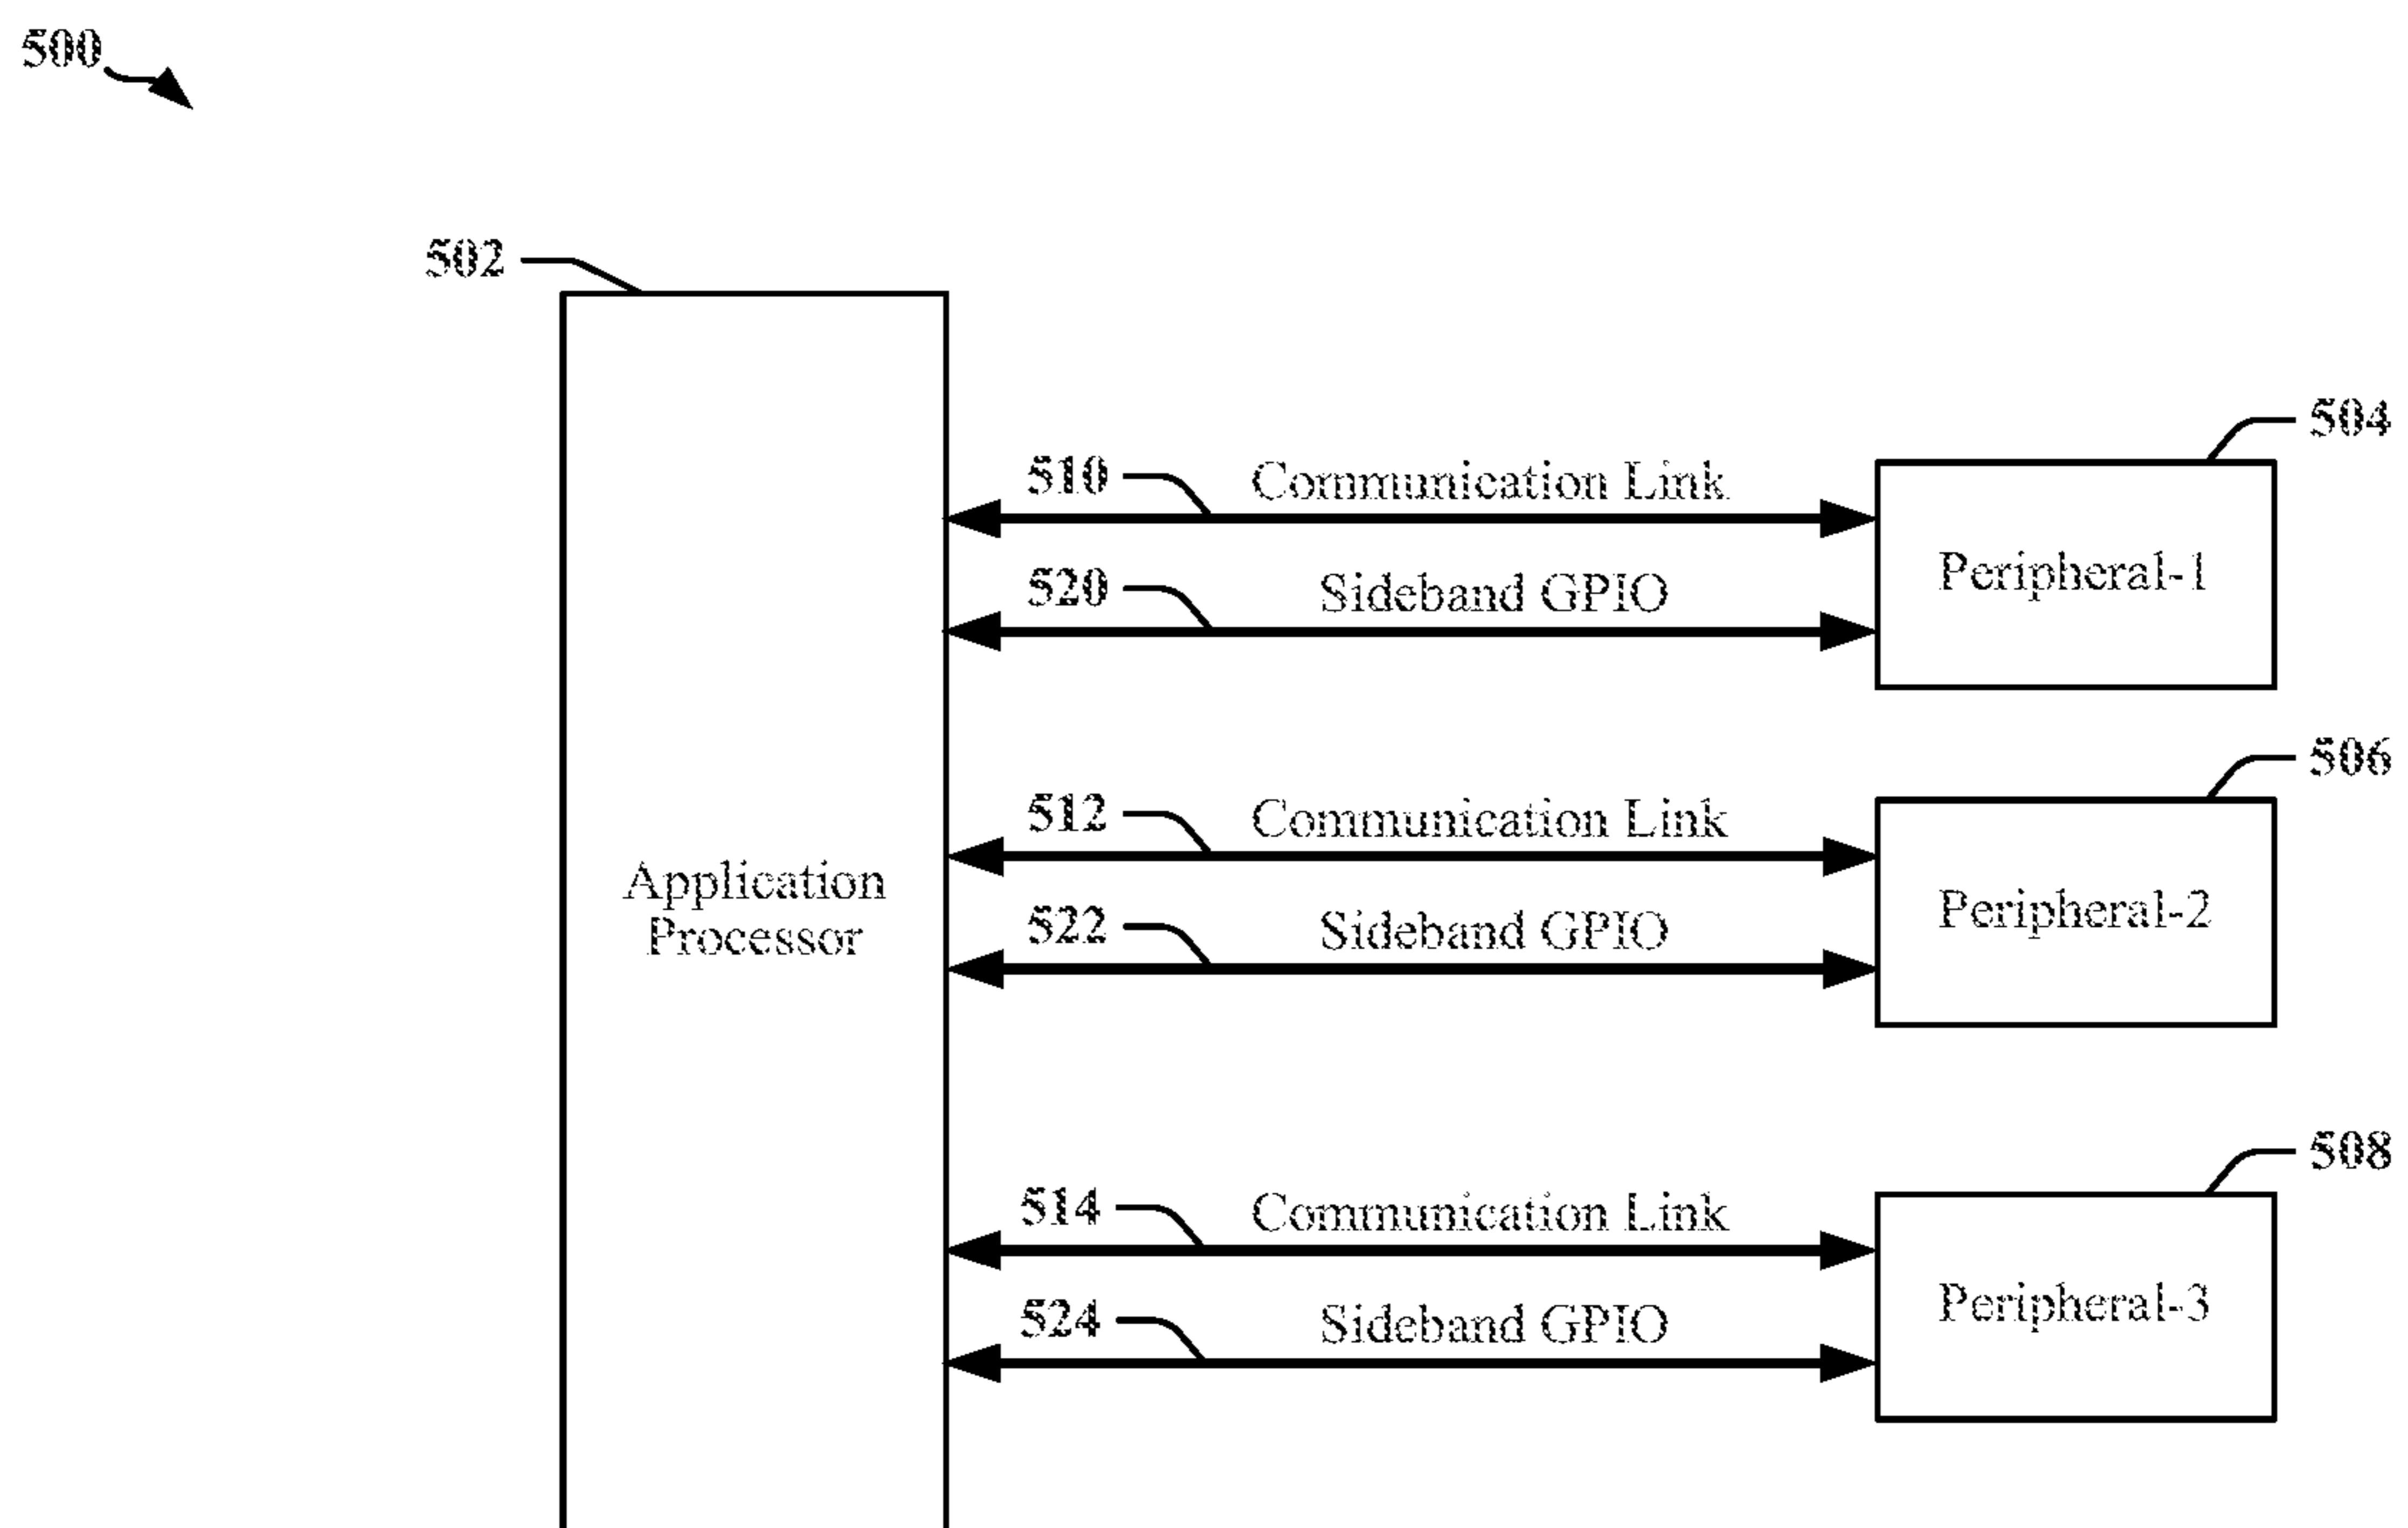 500
502
504
510
Communication Link
520
Sideband GPIO
Peripheral-1
506
512
Communication Link
522
Sideband GPIO
Peripheral-2
Application
Processor
508
514
Communication Link
524
Sideband GPIO
Peripheral-3